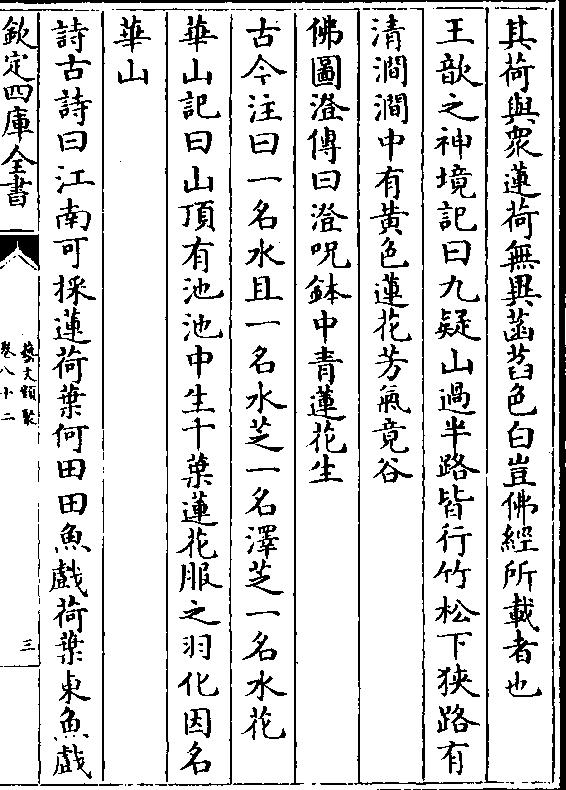 其荷與衆蓮荷無異菡萏色白豈佛經所載者也
王歆之神境記曰九疑山過半路皆行竹松下狹路有
清澗澗中有黄色蓮花芳氣竟谷
佛圖澄傳曰澄呪鉢中青蓮花生
古今注曰一名水且一名水芝一名澤芝一名水花
華山記曰山頂有池池中生千葉蓮花服之羽化因名
華山
詩古詩曰江南可採蓮荷葉何田田魚戲荷葉東魚戲
欽定四庫全書
藝文類聚
卷八十二
三